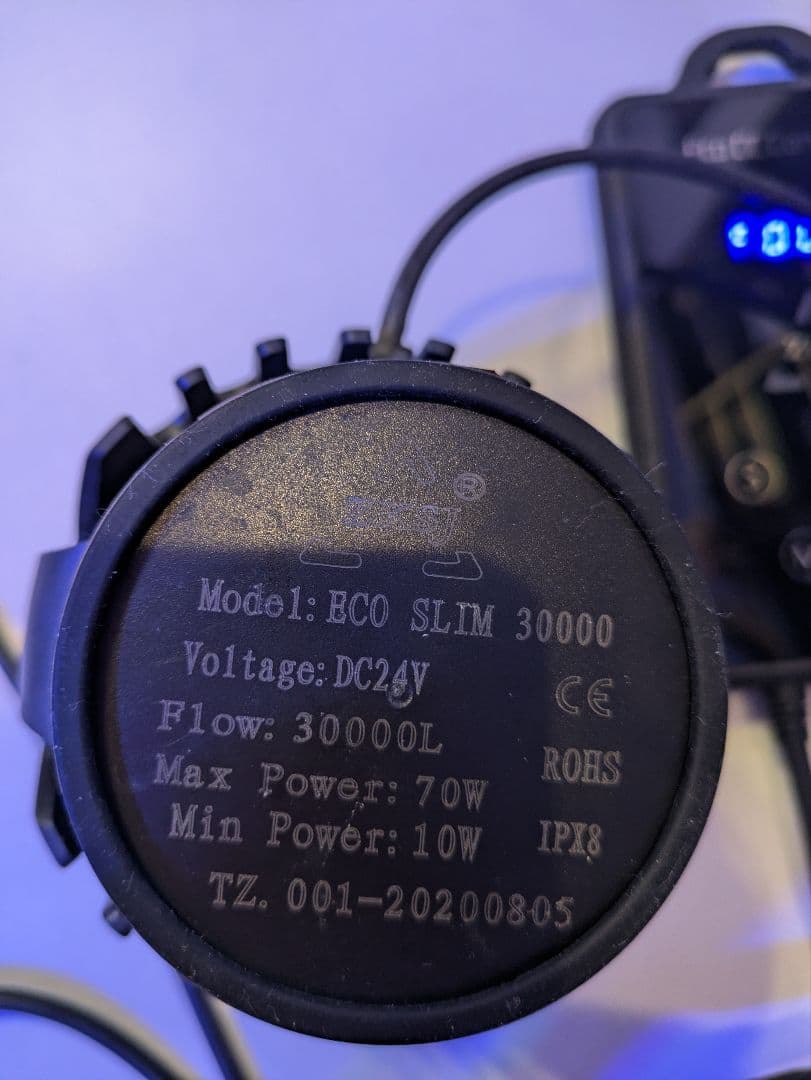 ®
Model: ECO SLIM 30000
Voltage: DC24V
CE
Flow: 30000L
ROHS
Max Power: 70W
Min Power: 10W
IPX8
TZ. 001-20200805